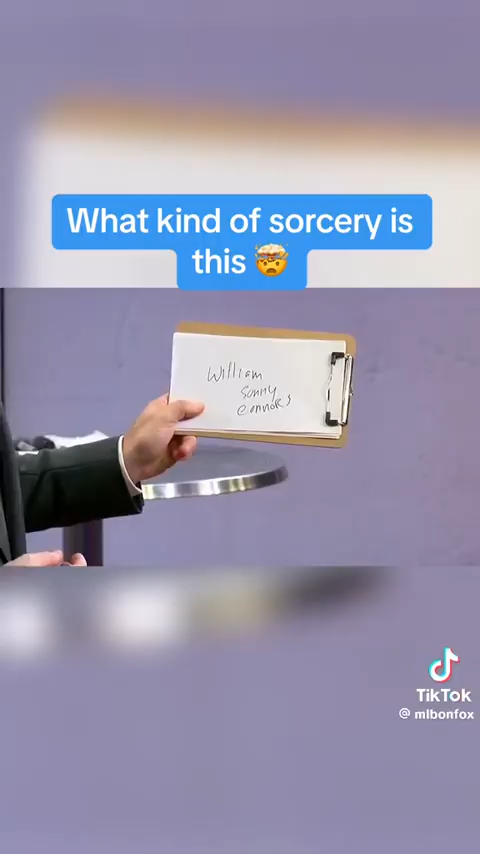 What kind of sorcery is
this 🤯
William
Sonny
Connors
TikTok
@ mlbonfox